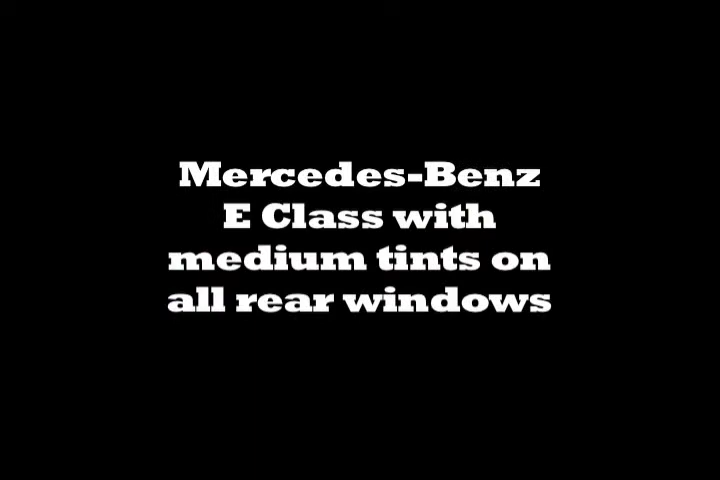 Mercedes-Benz
E Class with
medium tints on
all rear windows